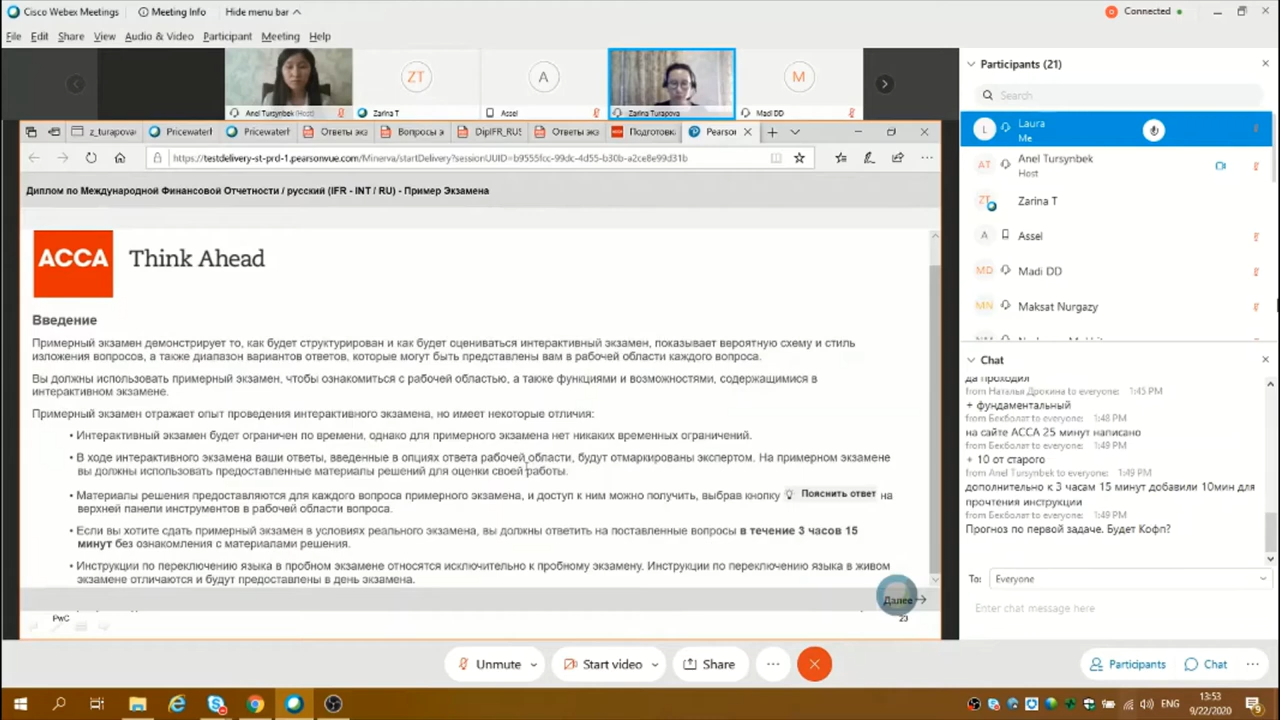 Cisco Webex Meetings
Meeting Info
Hide menu bar
Connected
File Edit Share View Audio & Video Participant Meeting Help
ZT
A
M
Anel Tursynbek (Host)
Zarina T
Assel
Zarina Turapova
Madi DD
z_turapova
Pricewaterh
Pricewaterh
Ответы экз
Вопросы э
DipIFR_RUS
Ответы экз
Подготовк
Pearson
https://testdelivery-st-prd-1.pearsonvue.com/Minerva/startDelivery?sessionUUID=b9555fcc-99dc-4d55-b30b-a2ce8e99d31b
Диплом по Международной Финансовой Отчетности / русский (IFR - INT / RU) - Пример Экзамена
ACCA Think Ahead
Введение
Примерный экзамен демонстрирует то, как будет структурирован и как будет оцениваться интерактивный экзамен, показывает вероятную схему и стиль
изложения вопросов, а также диапазон вариантов ответов, которые могут быть представлены вам в рабочей области каждого вопроса.
Вы должны использовать примерный экзамен, чтобы ознакомиться с рабочей областью, а также функциями и возможностями, содержащимися в
интерактивном экзамене.
Примерный экзамен отражает опыт проведения интерактивного экзамена, но имеет некоторые отличия:
• Интерактивный экзамен будет ограничен по времени, однако для примерного экзамена нет никаких временных ограничений.
• В ходе интерактивного экзамена ваши ответы, введенные в опциях ответа рабочей области, будут отмаркированы экспертом. На примерном экзамене
вы должны использовать предоставленные материалы решений для оценки своей работы.
• Материалы решения предоставляются для каждого вопроса примерного экзамена, и доступ к ним можно получить, выбрав кнопку Пояснить ответ на
верхней панели инструментов в рабочей области вопроса.
• Если вы хотите сдать примерный экзамен в условиях реального экзамена, вы должны ответить на поставленные вопросы в течение 3 часов 15
минут без ознакомления с материалами решения.
• Инструкции по переключению языка в пробном экзамене относятся исключительно к пробному экзамену. Инструкции по переключению языка в живом
экзамене отличаются и будут предоставлены в день экзамена.
Далее
PwC
Participants (21)
Search
L
Laura
Me
AT
Anel Tursynbek
Host
ZT
Zarina T
A
Assel
MD
Madi DD
MN
Maksat Nurgazy
Chat
да проходил
from Наталья Дрокина to everyone: 1:45 PM
+ фундаментальный
from Бекболат to everyone: 1:48 PM
на сайте АССА 25 минут написано
from Бекболат to everyone: 1:49 PM
+ 10 от старого
from Anel Tursynbek to everyone: 1:49 PM
дополнительно к 3 часам 15 минут добавили 10мин для
прочтения инструкции
from Бекболат to everyone: 1:49 PM
Прогноз по первой задаче. Будет Кофп?
To: Everyone
Enter chat message here
Unmute
Start video
Share
Participants
Chat
ENG
13:53
9/22/2020
9